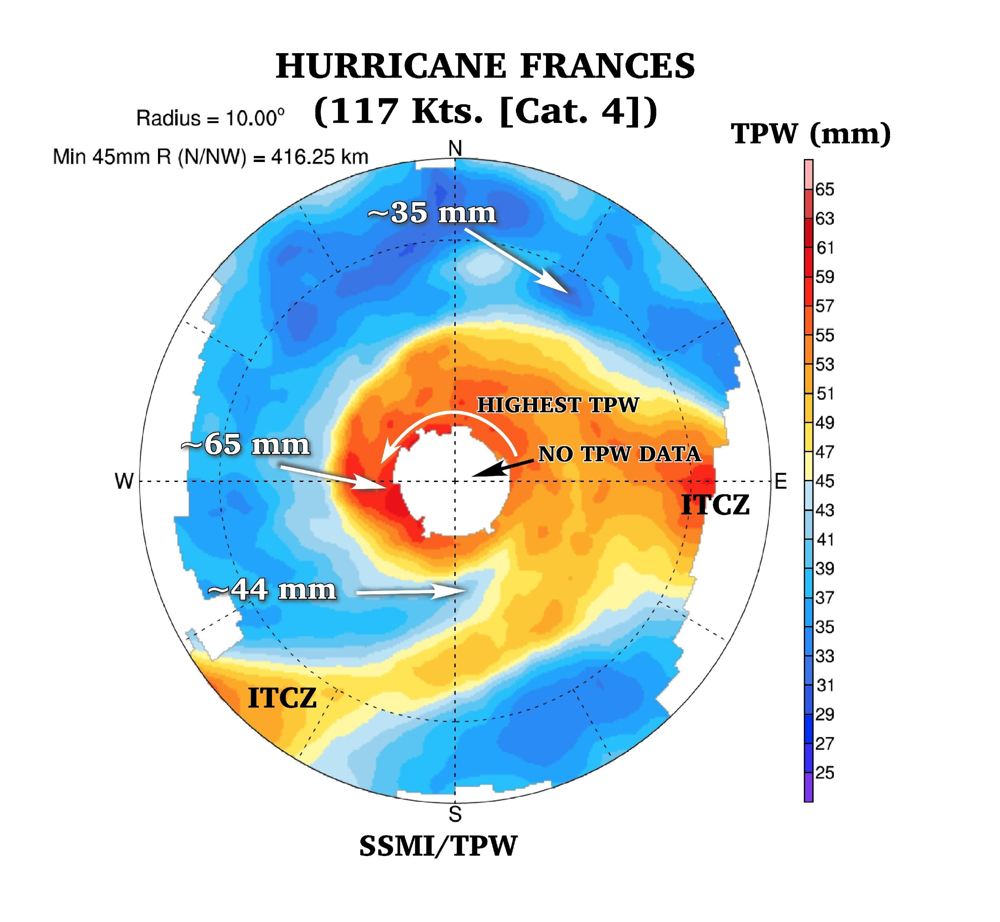 HURRICANE FRANCES
(117 Kts. [Cat. 4])
Radius = 10.00°
Min 45mm R (N/NW) = 416.25 km
TPW (mm)
N
~35 mm
HIGHEST TPW
~65 mm
NO TPW DATA
W
E
ITCZ
~44 mm
ITCZ
S
SSMI/TPW
65
63
61
59
57
55
53
51
49
47
45
43
41
39
37
35
33
31
29
27
25